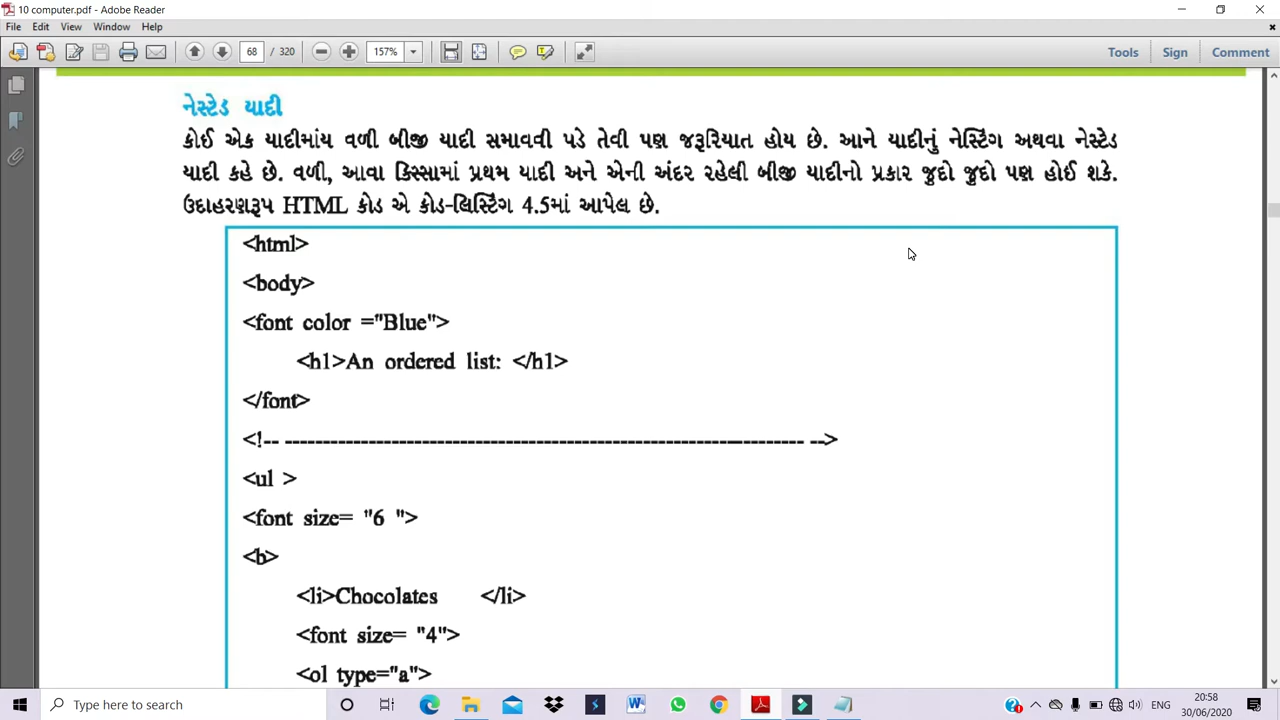 10 computer.pdf - Adobe Reader
File Edit View Window Help
68 / 320 157% Tools Sign Comment
નેસ્ટેડ યાદી
કોઈ એક યાદીમાંય વળી બીજી યાદી સમાવવી પડે તેવી પણ જરૂરિયાત હોય છે. આને યાદીનું નેસ્ટિંગ અથવા નેસ્ટેડ
યાદી કહે છે. વળી, આવા કિસ્સામાં પ્રથમ યાદી અને એની અંદર રહેલી બીજી યાદીનો પ્રકાર જુદો જુદો પણ હોઈ શકે.
ઉદાહરણરૂપ HTML કોડ એ કોડ-લિસ્ટિંગ 4.5માં આપેલ છે.
<html>
<body>
<font color ="Blue">
<h1>An ordered list: </h1>
</font>
<!-- ---------------------------------------------------------------------- -->
<ul >
<font size= "6 ">
<b>
<li>Chocolates </li>
<font size= "4">
<ol type="a">
Type here to search
ENG 20:58
30/06/2020